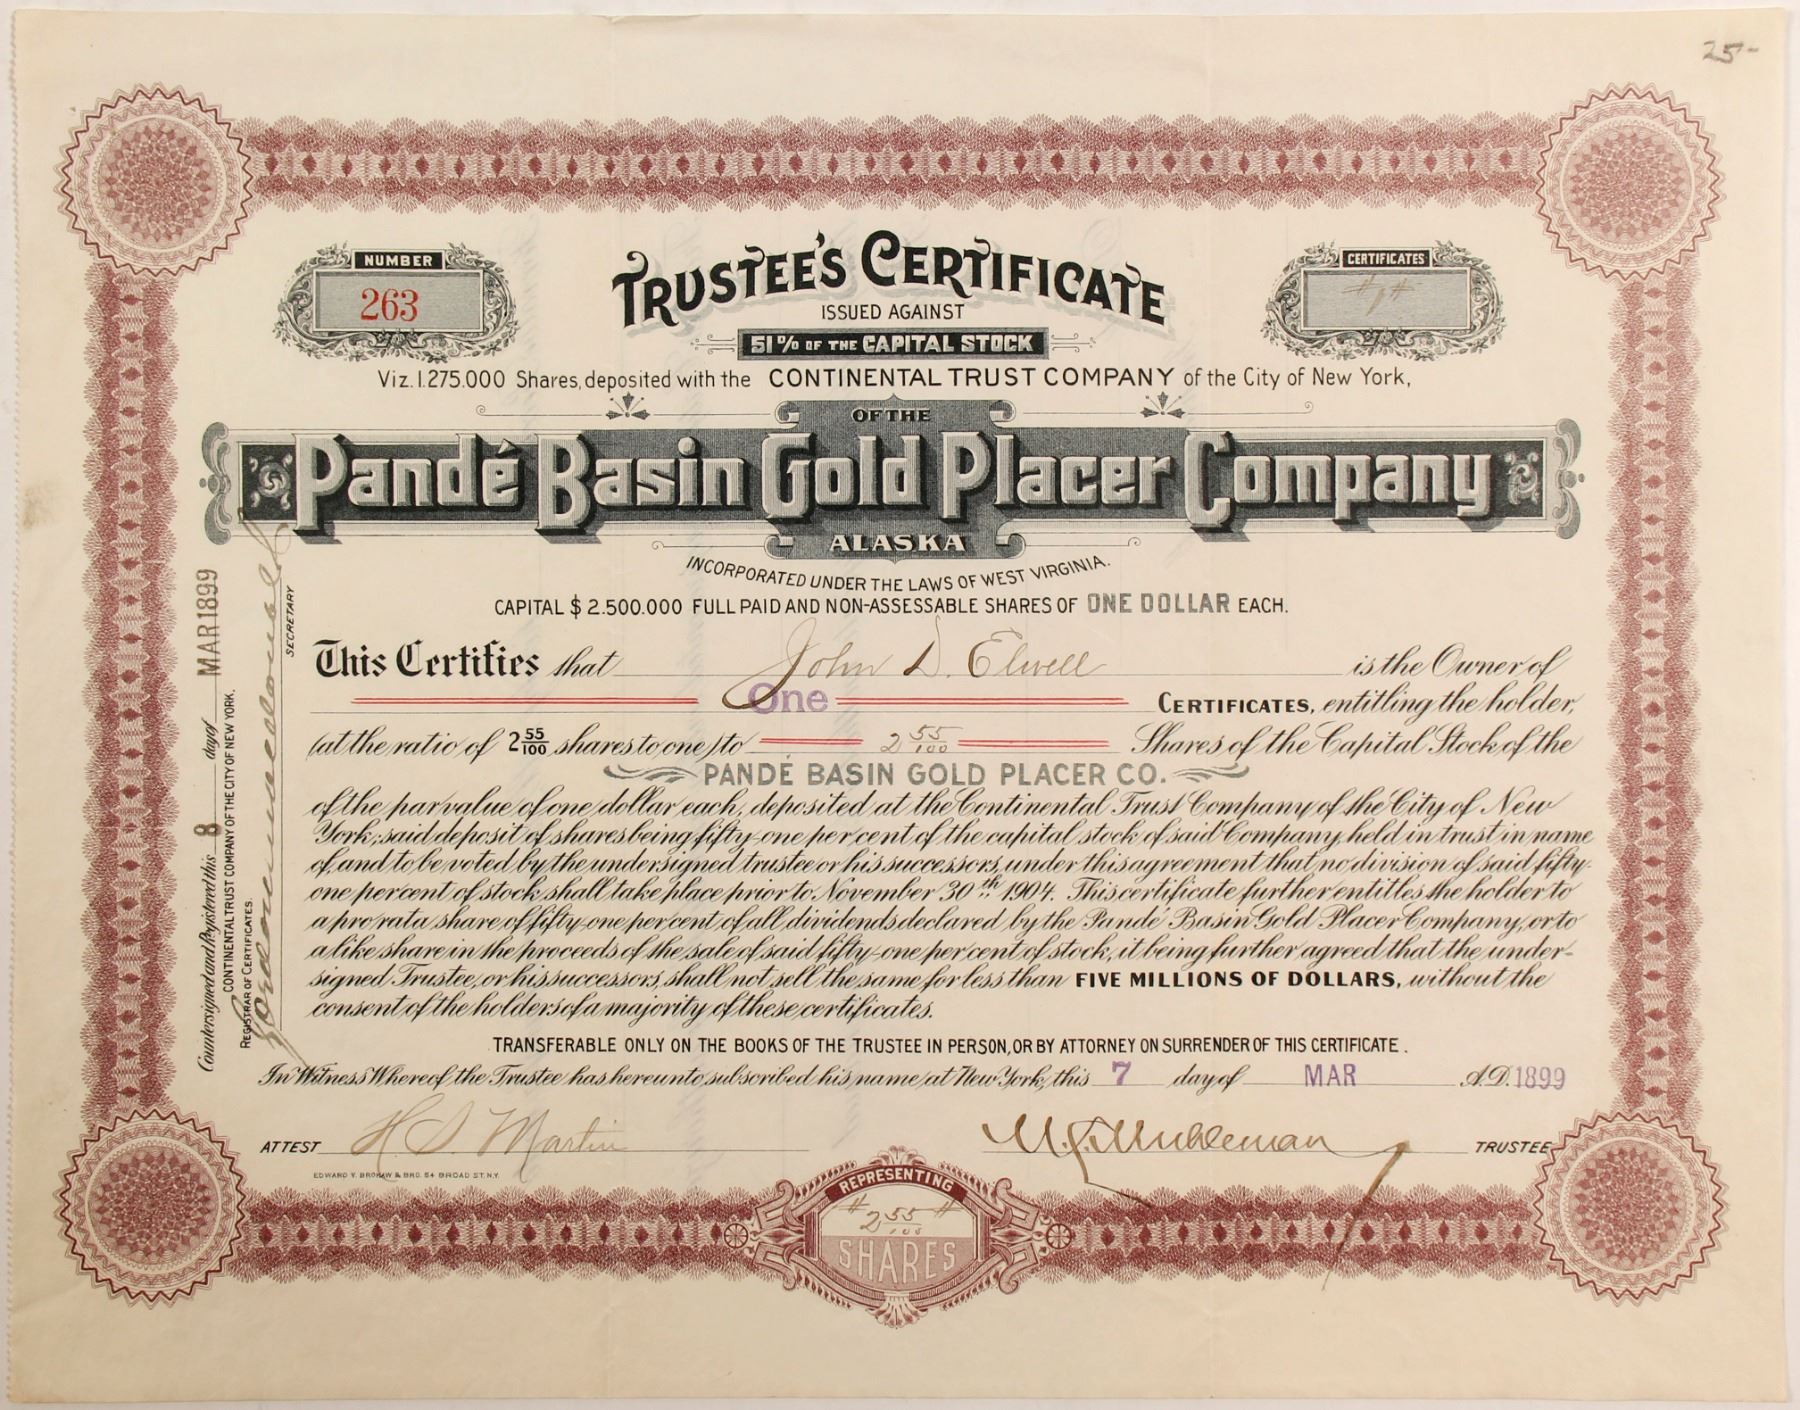 25-
NUMBER
263
CERTIFICATES
#1#
TRUSTEE'S CERTIFICATE
ISSUED AGAINST
51% OF THE CAPITAL STOCK
Viz. 1.275.000 Shares, deposited with the CONTINENTAL TRUST COMPANY of the City of New York,
OF THE
Pandé Basin Gold Placer Company
ALASKA
INCORPORATED UNDER THE LAWS OF WEST VIRGINIA.
CAPITAL $ 2.500.000 FULL PAID AND NON-ASSESSABLE SHARES OF ONE DOLLAR EACH.
This Certifies that John D. Elwell is the Owner of
One CERTIFICATES, entitling the holder,
(at the ratio of 2 55/100 shares to one) to 2 55/100 Shares of the Capital Stock of the
PANDÉ BASIN GOLD PLACER CO.
of the par value of one dollar each, deposited at the Continental Trust Company of the City of New
York; said deposit of shares being fifty-one per cent of the capital stock of said Company, held in trust in name
of, and to be voted by the undersigned trustee or his successors, under this agreement that no division of said fifty-
one per cent of stock shall take place prior to November 30th 1904. This certificate further entitles the holder to
a pro rata share of fifty-one per cent of all dividends declared by the Pandé Basin Gold Placer Company, or to
a like share in the proceeds of the sale of said fifty-one per cent of stock, it being further agreed that the under-
signed Trustee, or his successors, shall not sell the same for less than FIVE MILLIONS OF DOLLARS, without the
consent of the holders of a majority of these certificates.
TRANSFERABLE ONLY ON THE BOOKS OF THE TRUSTEE IN PERSON, OR BY ATTORNEY ON SURRENDER OF THIS CERTIFICATE.
In Witness Whereof the Trustee has hereunto subscribed his name at New York, this 7 day of MAR A.D. 1899
ATTEST H. S. Martin
M. L. Muhleman TRUSTEE
EDWARD Y. BROKAW & BRO. 54 BROAD ST. N.Y.
REPRESENTING
# 2 55/100 #
SHARES
Countersigned and Registered this 8 day of MAR 1899
CONTINENTAL TRUST COMPANY OF THE CITY OF NEW YORK.
REGISTRAR OF CERTIFICATES.
Gordon Macdonald
SECRETARY